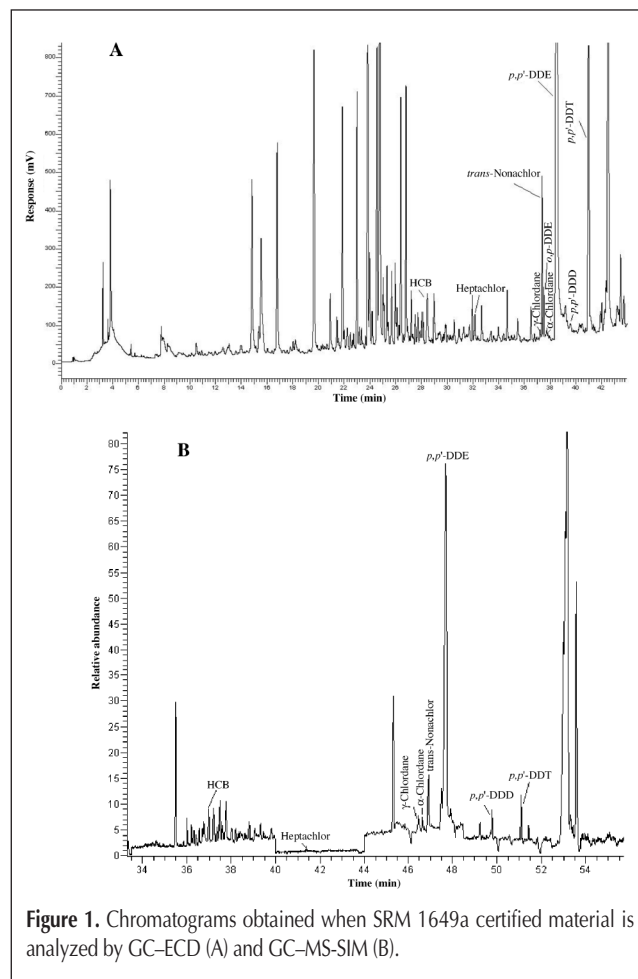 A
Response (mV)
800
700
600
500
400
300
200
100
0
p,p'-DDE
p,p'-DDT
trans-Nonachlor
o,p-DDE
HCB
Heptachlor
γ-Chlordane
α-Chlordane
p,p'-DDD
0 2 4 6 8 10 12 14 16 18 20 22 24 26 28 30 32 34 36 38 40 42
Time (min)
B
Relative abundance
80
75
70
65
60
55
50
45
40
35
30
25
20
15
10
5
0
p,p'-DDE
HCB
Heptachlor
γ-Chlordane
α-Chlordane
trans-Nonachlor
p,p'-DDD
p,p'-DDT
34 36 38 40 42 44 46 48 50 52 54
Time (min)
Figure 1. Chromatograms obtained when SRM 1649a certified material is
analyzed by GC–ECD (A) and GC–MS-SIM (B).